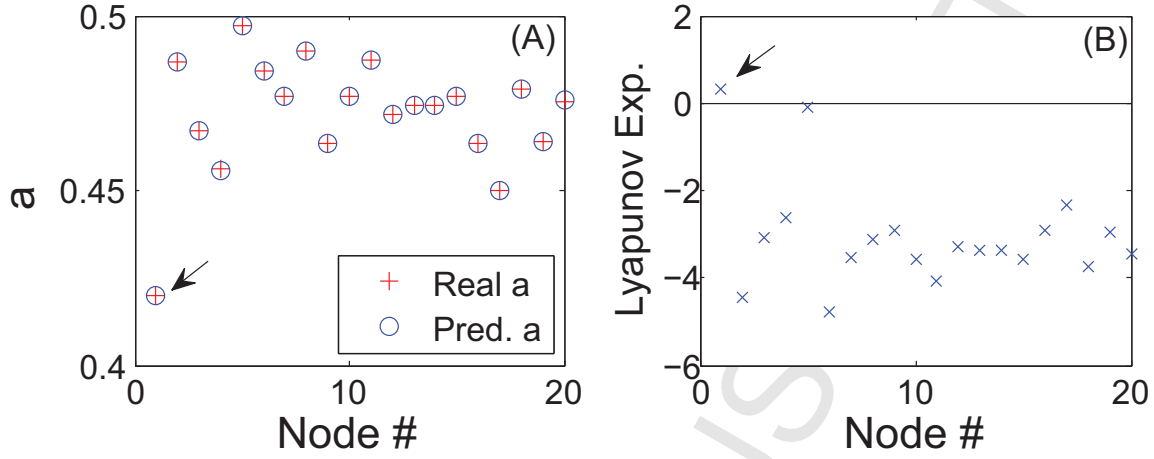 0.5
(A)
0.45
a
Real a
Pred. a
0.4
0
10
20
Node #
2
(B)
0
−2
−4
−6
Lyapunov Exp.
0
10
20
Node #